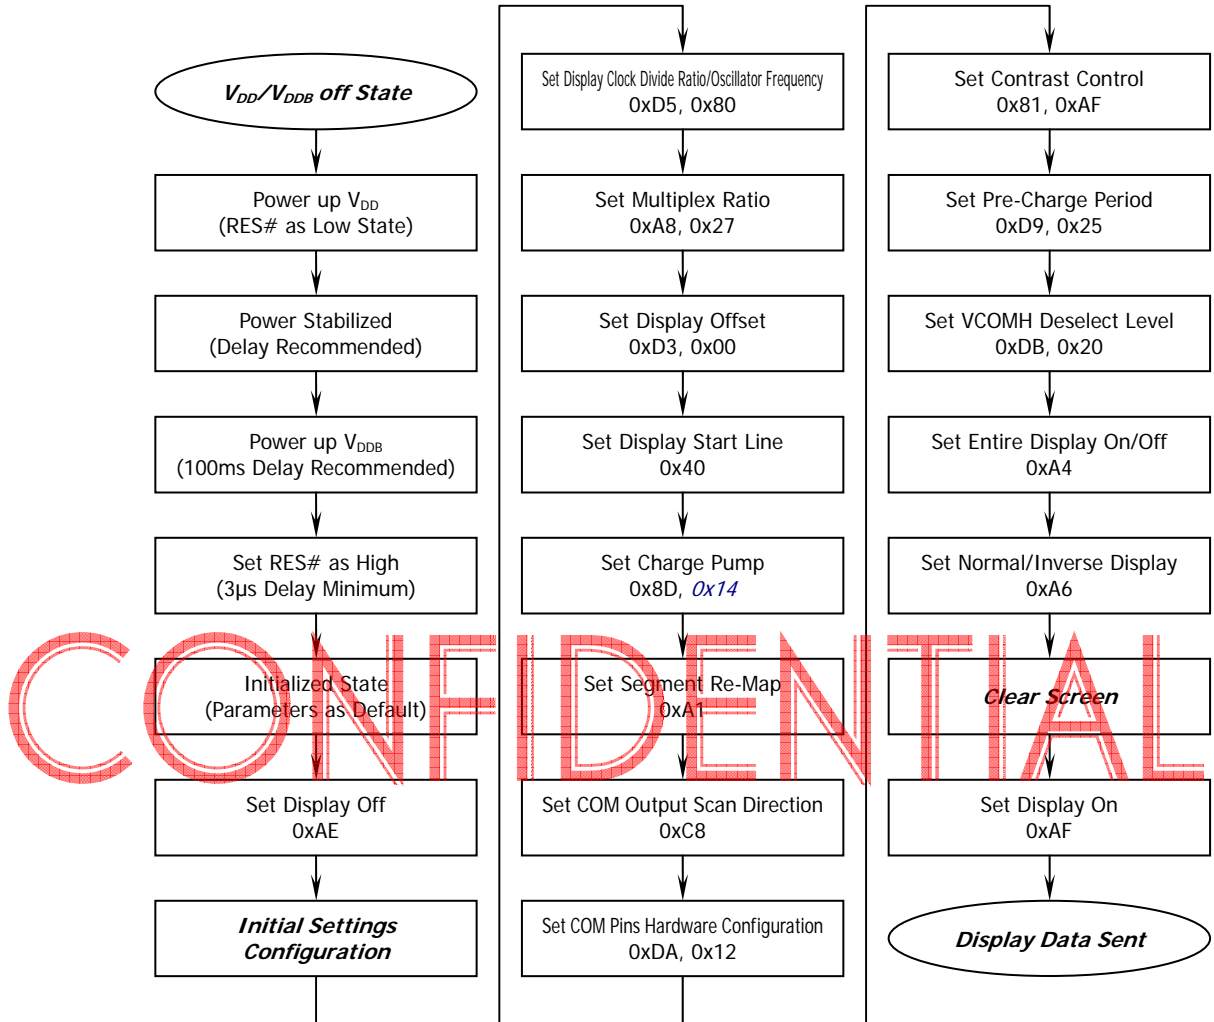 V_DD/V_DDB off State
Power up V_DD
(RES# as Low State)
Power Stabilized
(Delay Recommended)
Power up V_DDB
(100ms Delay Recommended)
Set RES# as High
(3µs Delay Minimum)
Initialized State
(Parameters as Default)
Set Display Off
0xAE
Initial Settings
Configuration
Set Display Clock Divide Ratio/Oscillator Frequency
0xD5, 0x80
Set Multiplex Ratio
0xA8, 0x27
Set Display Offset
0xD3, 0x00
Set Display Start Line
0x40
Set Charge Pump
0x8D, 0x14
Set Segment Re-Map
0xA1
Set COM Output Scan Direction
0xC8
Set COM Pins Hardware Configuration
0xDA, 0x12
Set Contrast Control
0x81, 0xAF
Set Pre-Charge Period
0xD9, 0x25
Set VCOMH Deselect Level
0xDB, 0x20
Set Entire Display On/Off
0xA4
Set Normal/Inverse Display
0xA6
Clear Screen
Set Display On
0xAF
Display Data Sent
CONFIDENTIAL